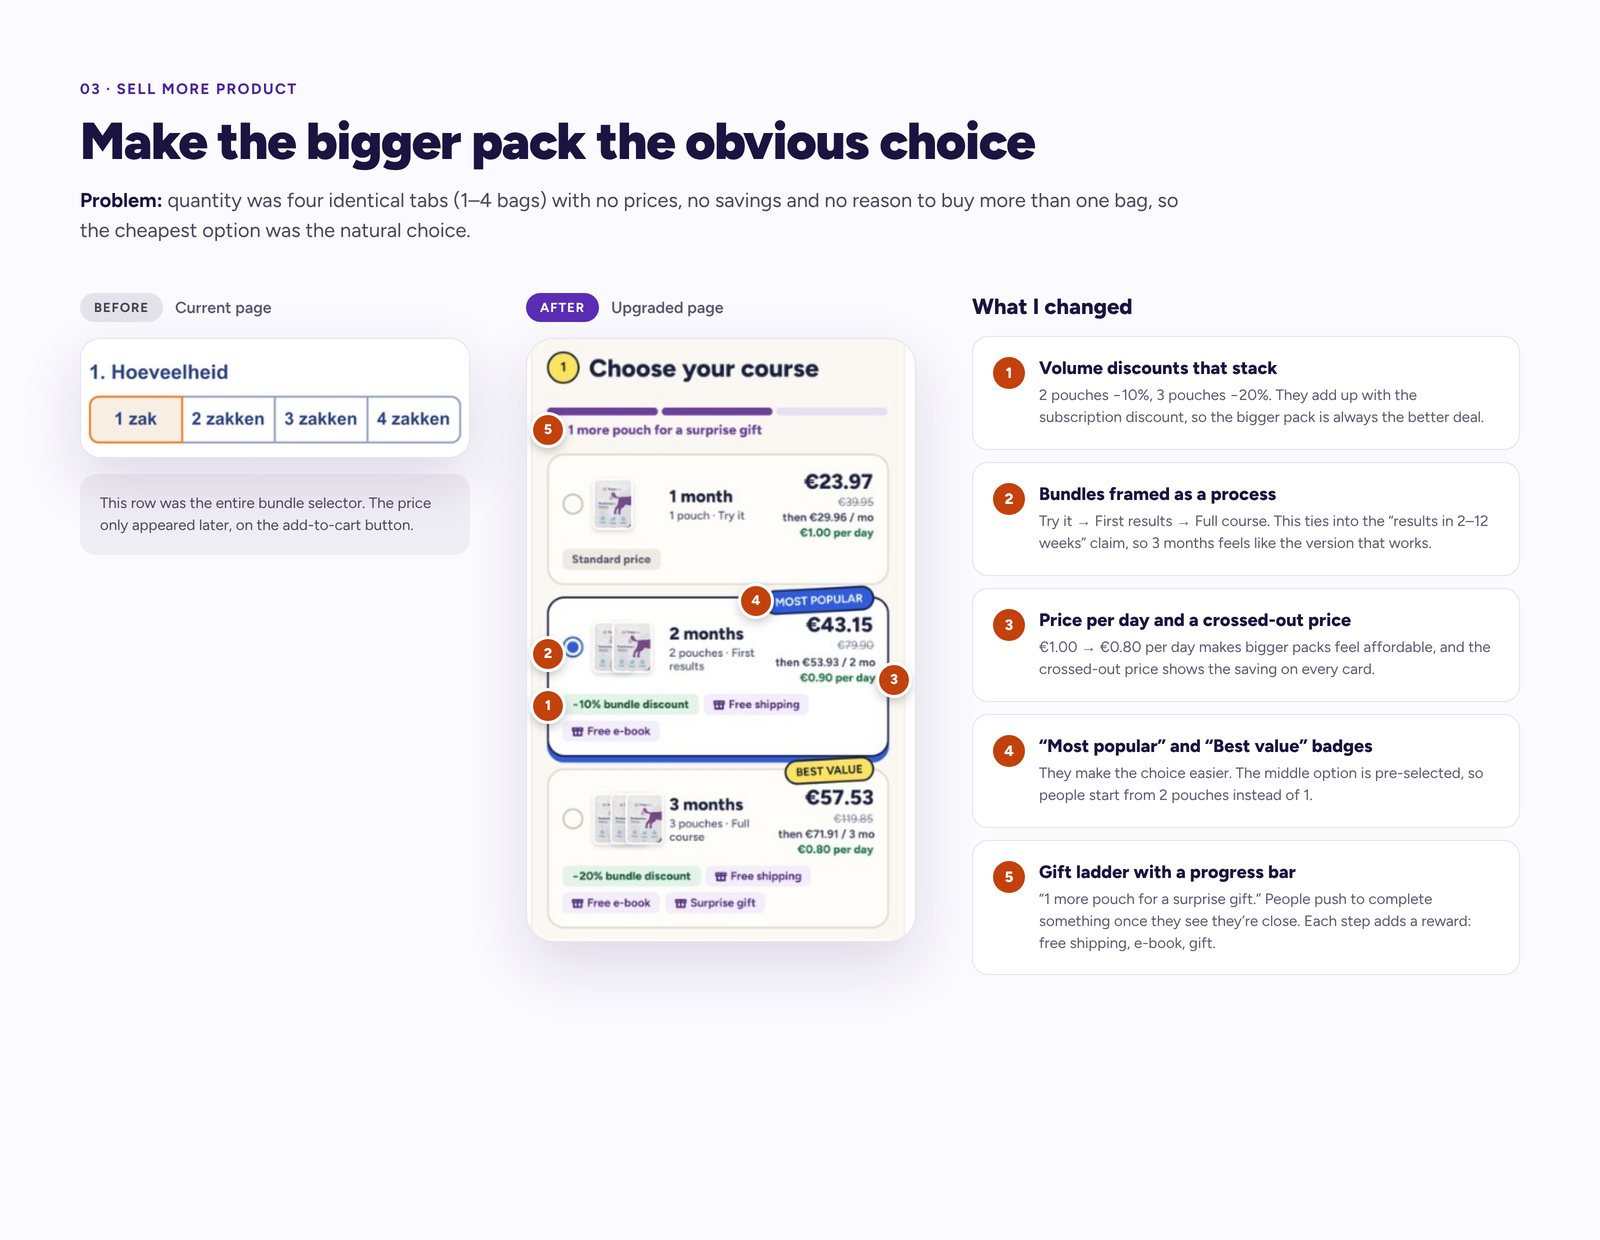 03 · SELL MORE PRODUCT
Make the bigger pack the obvious choice
Problem: quantity was four identical tabs (1–4 bags) with no prices, no savings and no reason to buy more than one bag, so
the cheapest option was the natural choice.
BEFORE Current page
1. Hoeveelheid
1 zak 2 zakken 3 zakken 4 zakken
This row was the entire bundle selector. The price
only appeared later, on the add-to-cart button.
AFTER Upgraded page
1 Choose your course
5 1 more pouch for a surprise gift
1 month
1 pouch · Try it
€23.97
€39.95
then €29.96 / mo
€1.00 per day
Standard price
4 MOST POPULAR
2
2 months
2 pouches · First
results
€43.15
€79.90
then €53.93 / 2 mo
€0.90 per day
3
1 -10% bundle discount Free shipping
Free e-book
BEST VALUE
3 months
3 pouches · Full
course
€57.53
€119.85
then €71.91 / 3 mo
€0.80 per day
-20% bundle discount Free shipping
Free e-book Surprise gift
What I changed
1 Volume discounts that stack
2 pouches −10%, 3 pouches −20%. They add up with the
subscription discount, so the bigger pack is always the better deal.
2 Bundles framed as a process
Try it → First results → Full course. This ties into the “results in 2–12
weeks” claim, so 3 months feels like the version that works.
3 Price per day and a crossed-out price
€1.00 → €0.80 per day makes bigger packs feel affordable, and the
crossed-out price shows the saving on every card.
4 “Most popular” and “Best value” badges
They make the choice easier. The middle option is pre-selected, so
people start from 2 pouches instead of 1.
5 Gift ladder with a progress bar
“1 more pouch for a surprise gift.” People push to complete
something once they see they’re close. Each step adds a reward:
free shipping, e-book, gift.